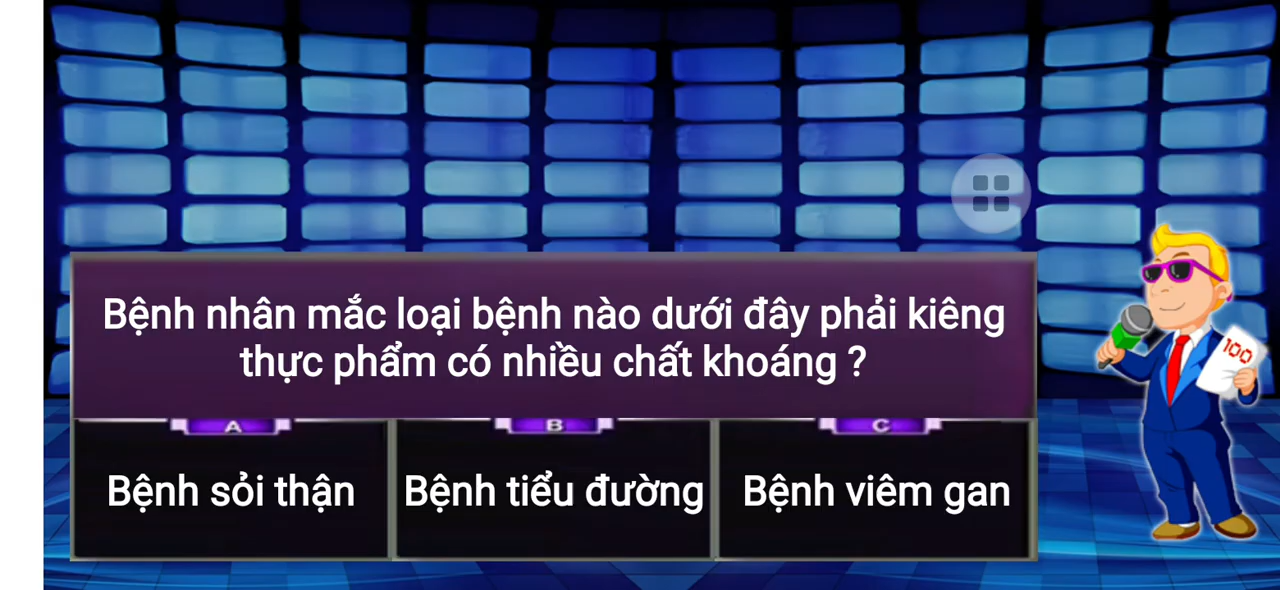 Bệnh nhân mắc loại bệnh nào dưới đây phải kiêng
thực phẩm có nhiều chất khoáng ?
A
B
C
Bệnh sỏi thận
Bệnh tiểu đường
Bệnh viêm gan
100